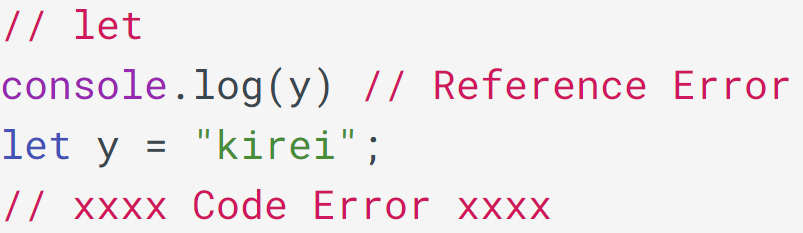 // let
console.log(y) // Reference Error
let y = "kirei";
// xxxx Code Error xxxx